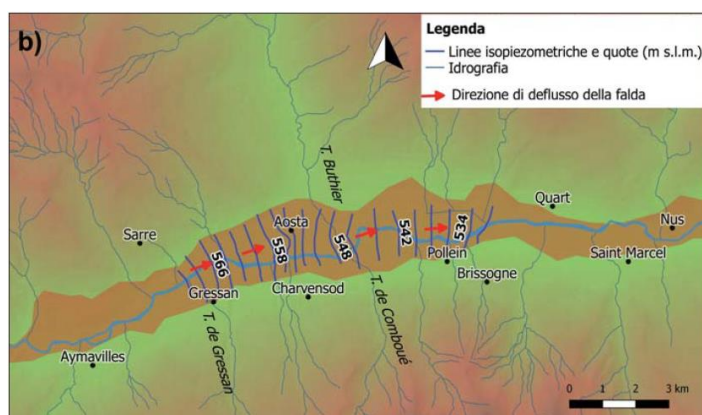 b)
Legenda
Linee isopiezometriche e quote (m s.l.m.)
Idrografia
Direzione di deflusso della falda
T. Buthier
Quart
Nus
Sarre
Aosta
566
558
548
542
534
Gressan
Charvensod
Pollein
Brissogne
Saint Marcel
Aymavilles
T. de Gressan
T. de Comboué
0 1 2 3 km